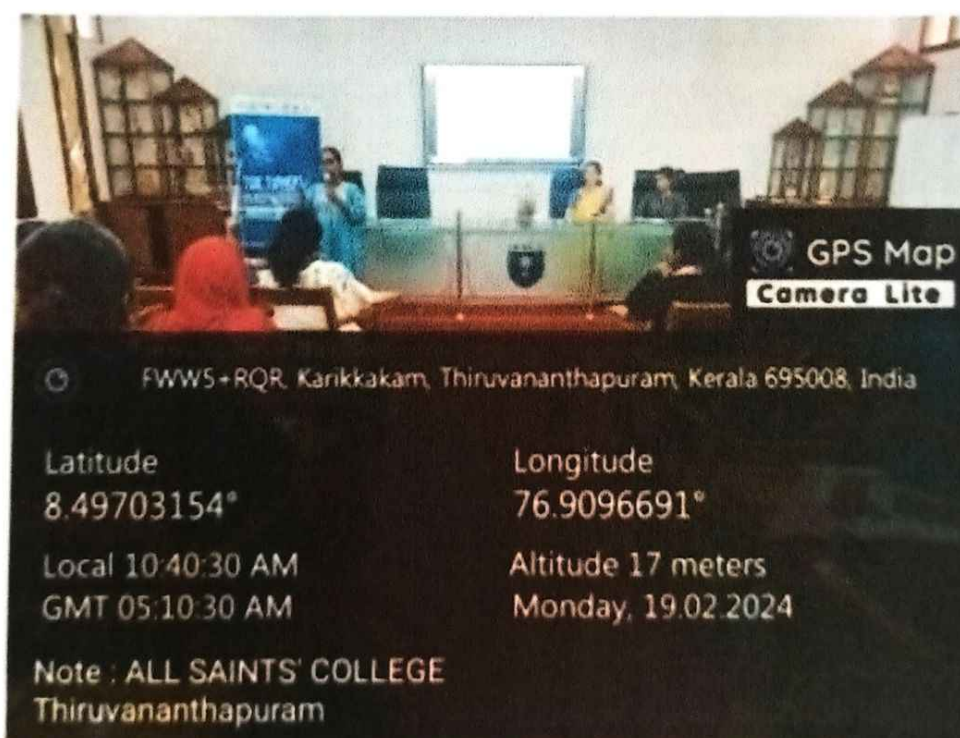 GPS Map
Camera Lite
FWW5+RQR, Karikkakam, Thiruvananthapuram, Kerala 695008, India
Latitude
8.49703154°
Longitude
76.9096691°
Local 10:40:30 AM
GMT 05:10:30 AM
Altitude 17 meters
Monday, 19.02.2024
Note : ALL SAINTS' COLLEGE
Thiruvananthapuram